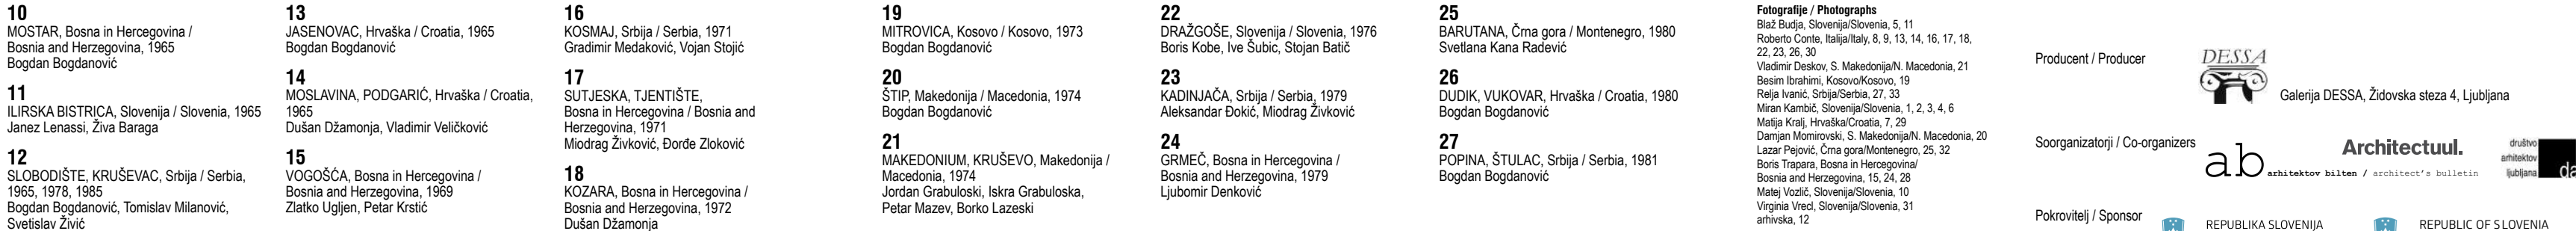 10
MOSTAR, Bosna in Hercegovina /
Bosnia and Herzegovina, 1965
Bogdan Bogdanović
11
ILIRSKA BISTRICA, Slovenija / Slovenia, 1965
Janez Lenassi, Živa Baraga
12
SLOBODIŠTE, KRUŠEVAC, Srbija / Serbia,
1965, 1978, 1985
Bogdan Bogdanović, Tomislav Milanović,
Svetislav Živić
13
JASENOVAC, Hrvaška / Croatia, 1965
Bogdan Bogdanović
14
MOSLAVINA, PODGARIĆ, Hrvaška / Croatia,
1965
Dušan Džamonja, Vladimir Veličković
15
VOGOŠĆA, Bosna in Hercegovina /
Bosnia and Herzegovina, 1969
Zlatko Ugljen, Petar Krstić
16
KOSMAJ, Srbija / Serbia, 1971
Gradimir Medaković, Vojan Stojić
17
SUTJESKA, TJENTIŠTE,
Bosna in Hercegovina / Bosnia and
Herzegovina, 1971
Miodrag Živković, Đorđe Zloković
18
KOZARA, Bosna in Hercegovina /
Bosnia and Herzegovina, 1972
Dušan Džamonja
19
MITROVICA, Kosovo / Kosovo, 1973
Bogdan Bogdanović
20
ŠTIP, Makedonija / Macedonia, 1974
Bogdan Bogdanović
21
MAKEDONIUM, KRUŠEVO, Makedonija /
Macedonia, 1974
Jordan Grabuloski, Iskra Grabuloska,
Petar Mazev, Borko Lazeski
22
DRAŽGOŠE, Slovenija / Slovenia, 1976
Boris Kobe, Ive Šubic, Stojan Batič
23
KADINJAČA, Srbija / Serbia, 1979
Aleksandar Đokić, Miodrag Živković
24
GRMEČ, Bosna in Hercegovina /
Bosnia and Herzegovina, 1979
Ljubomir Denković
25
BARUTANA, Črna gora / Montenegro, 1980
Svetlana Kana Radević
26
DUDIK, VUKOVAR, Hrvaška / Croatia, 1980
Bogdan Bogdanović
27
POPINA, ŠTULAC, Srbija / Serbia, 1981
Bogdan Bogdanović
Fotografije / Photographs
Blaž Budja, Slovenija/Slovenia, 5, 11
Roberto Conte, Italija/Italy, 8, 9, 13, 14, 16, 17, 18,
22, 23, 26, 30
Vladimir Deskov, S. Makedonija/N. Macedonia, 21
Besim Ibrahimi, Kosovo/Kosovo, 19
Relja Ivanić, Srbija/Serbia, 27, 33
Miran Kambič, Slovenija/Slovenia, 1, 2, 3, 4, 6
Matija Kralj, Hrvaška/Croatia, 7, 29
Damjan Momirovski, S. Makedonija/N. Macedonia, 20
Lazar Pejović, Črna gora/Montenegro, 25, 32
Boris Trapara, Bosna in Hercegovina/
Bosnia and Herzegovina, 15, 24, 28
Matej Vozlič, Slovenija/Slovenia, 10
Virginia Vrecl, Slovenija/Slovenia, 31
arhivska, 12
Producent / Producer
DESSA
Galerija DESSA, Židovska steza 4, Ljubljana
Soorganizatorji / Co-organizers
ab arhitektov bilten / architect's bulletin
Architectuul.
društvo
arhitektov
ljubljana
da
Pokrovitelj / Sponsor
REPUBLIKA SLOVENIJA
REPUBLIC OF SLOVENIA